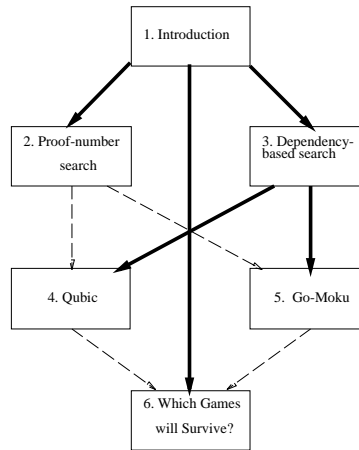 1. Introduction
2. Proof-number
search
3. Dependency-
based search
4. Qubic
5. Go-Moku
6. Which Games
will Survive?